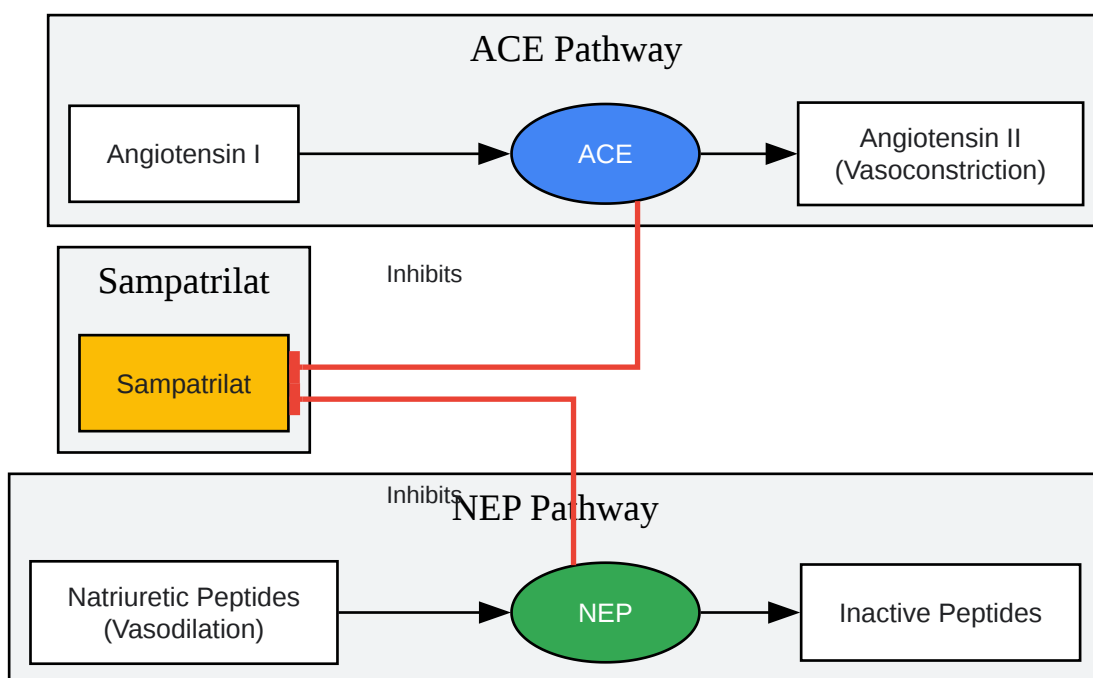 ACE Pathway
Angiotensin I
ACE
Angiotensin II
(Vasoconstriction)
Sampatrilat
Inhibits
Sampatrilat
Inhibits
NEP Pathway
Natriuretic Peptides
(Vasodilation)
NEP
Inactive Peptides